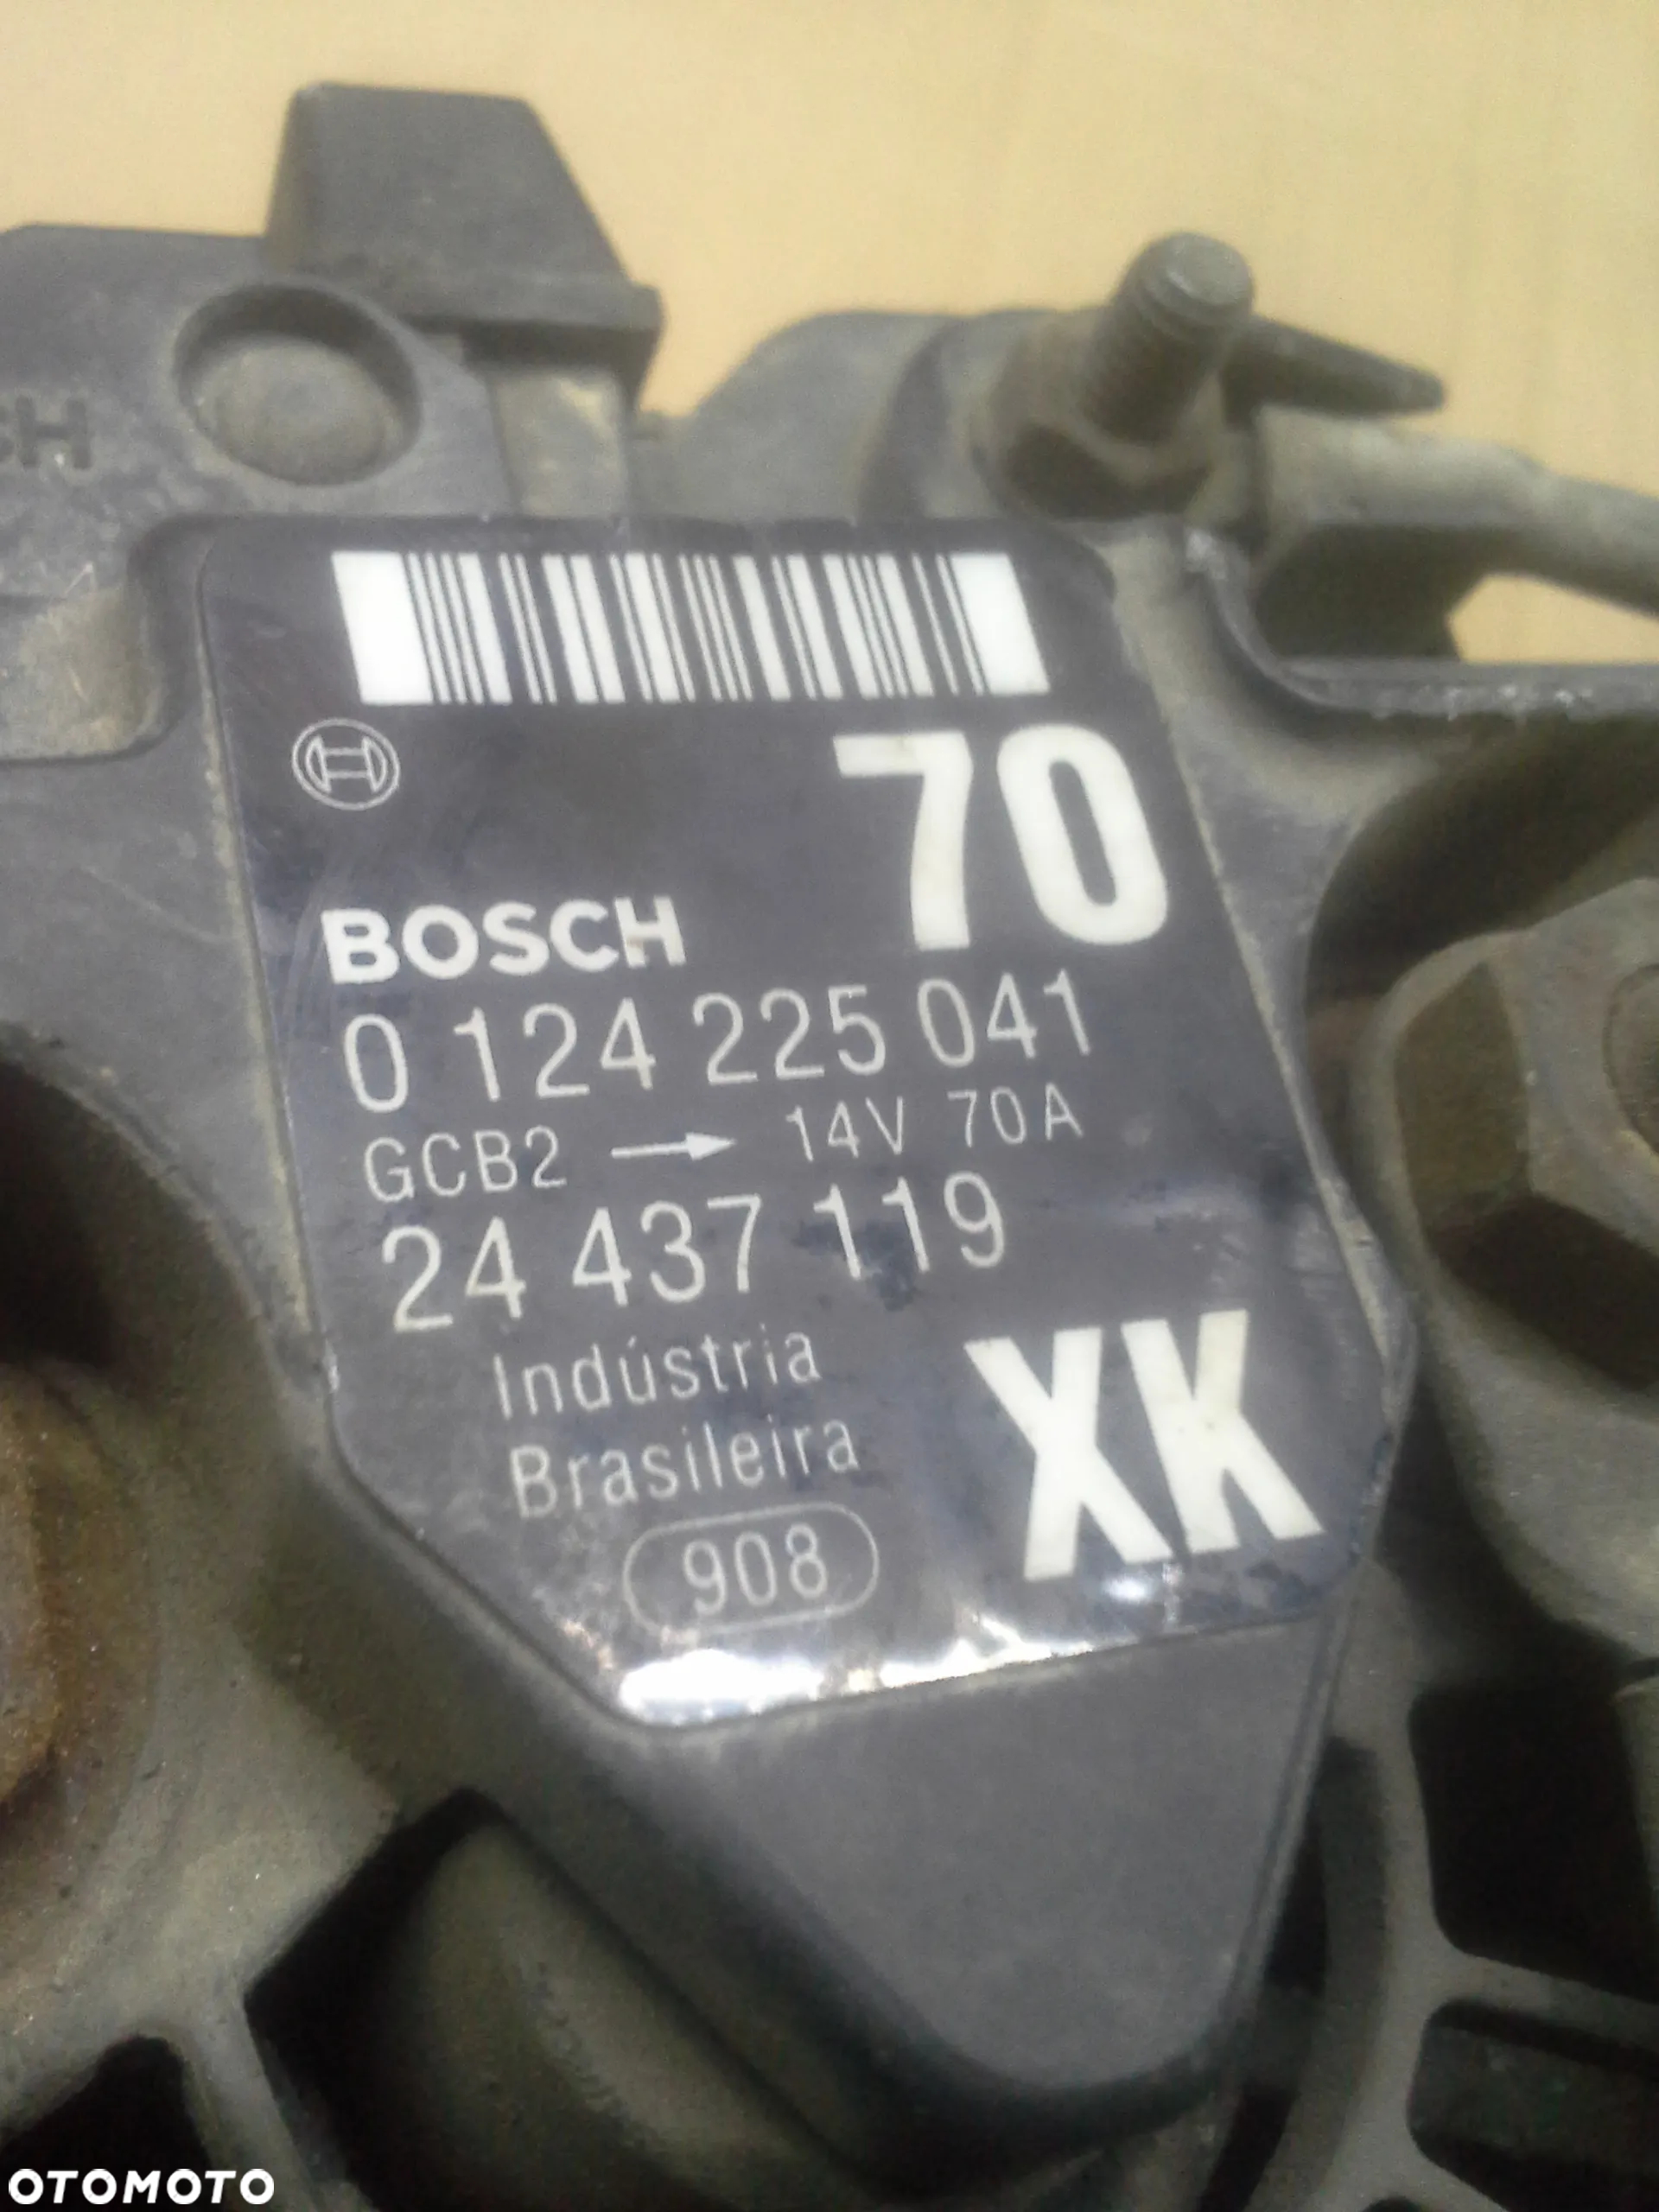 70
BOSCH
0 124 225 041
GCB2 → 14V 70A
24 437 119
Indústria
Brasileira
XK
908
OTOMOTO